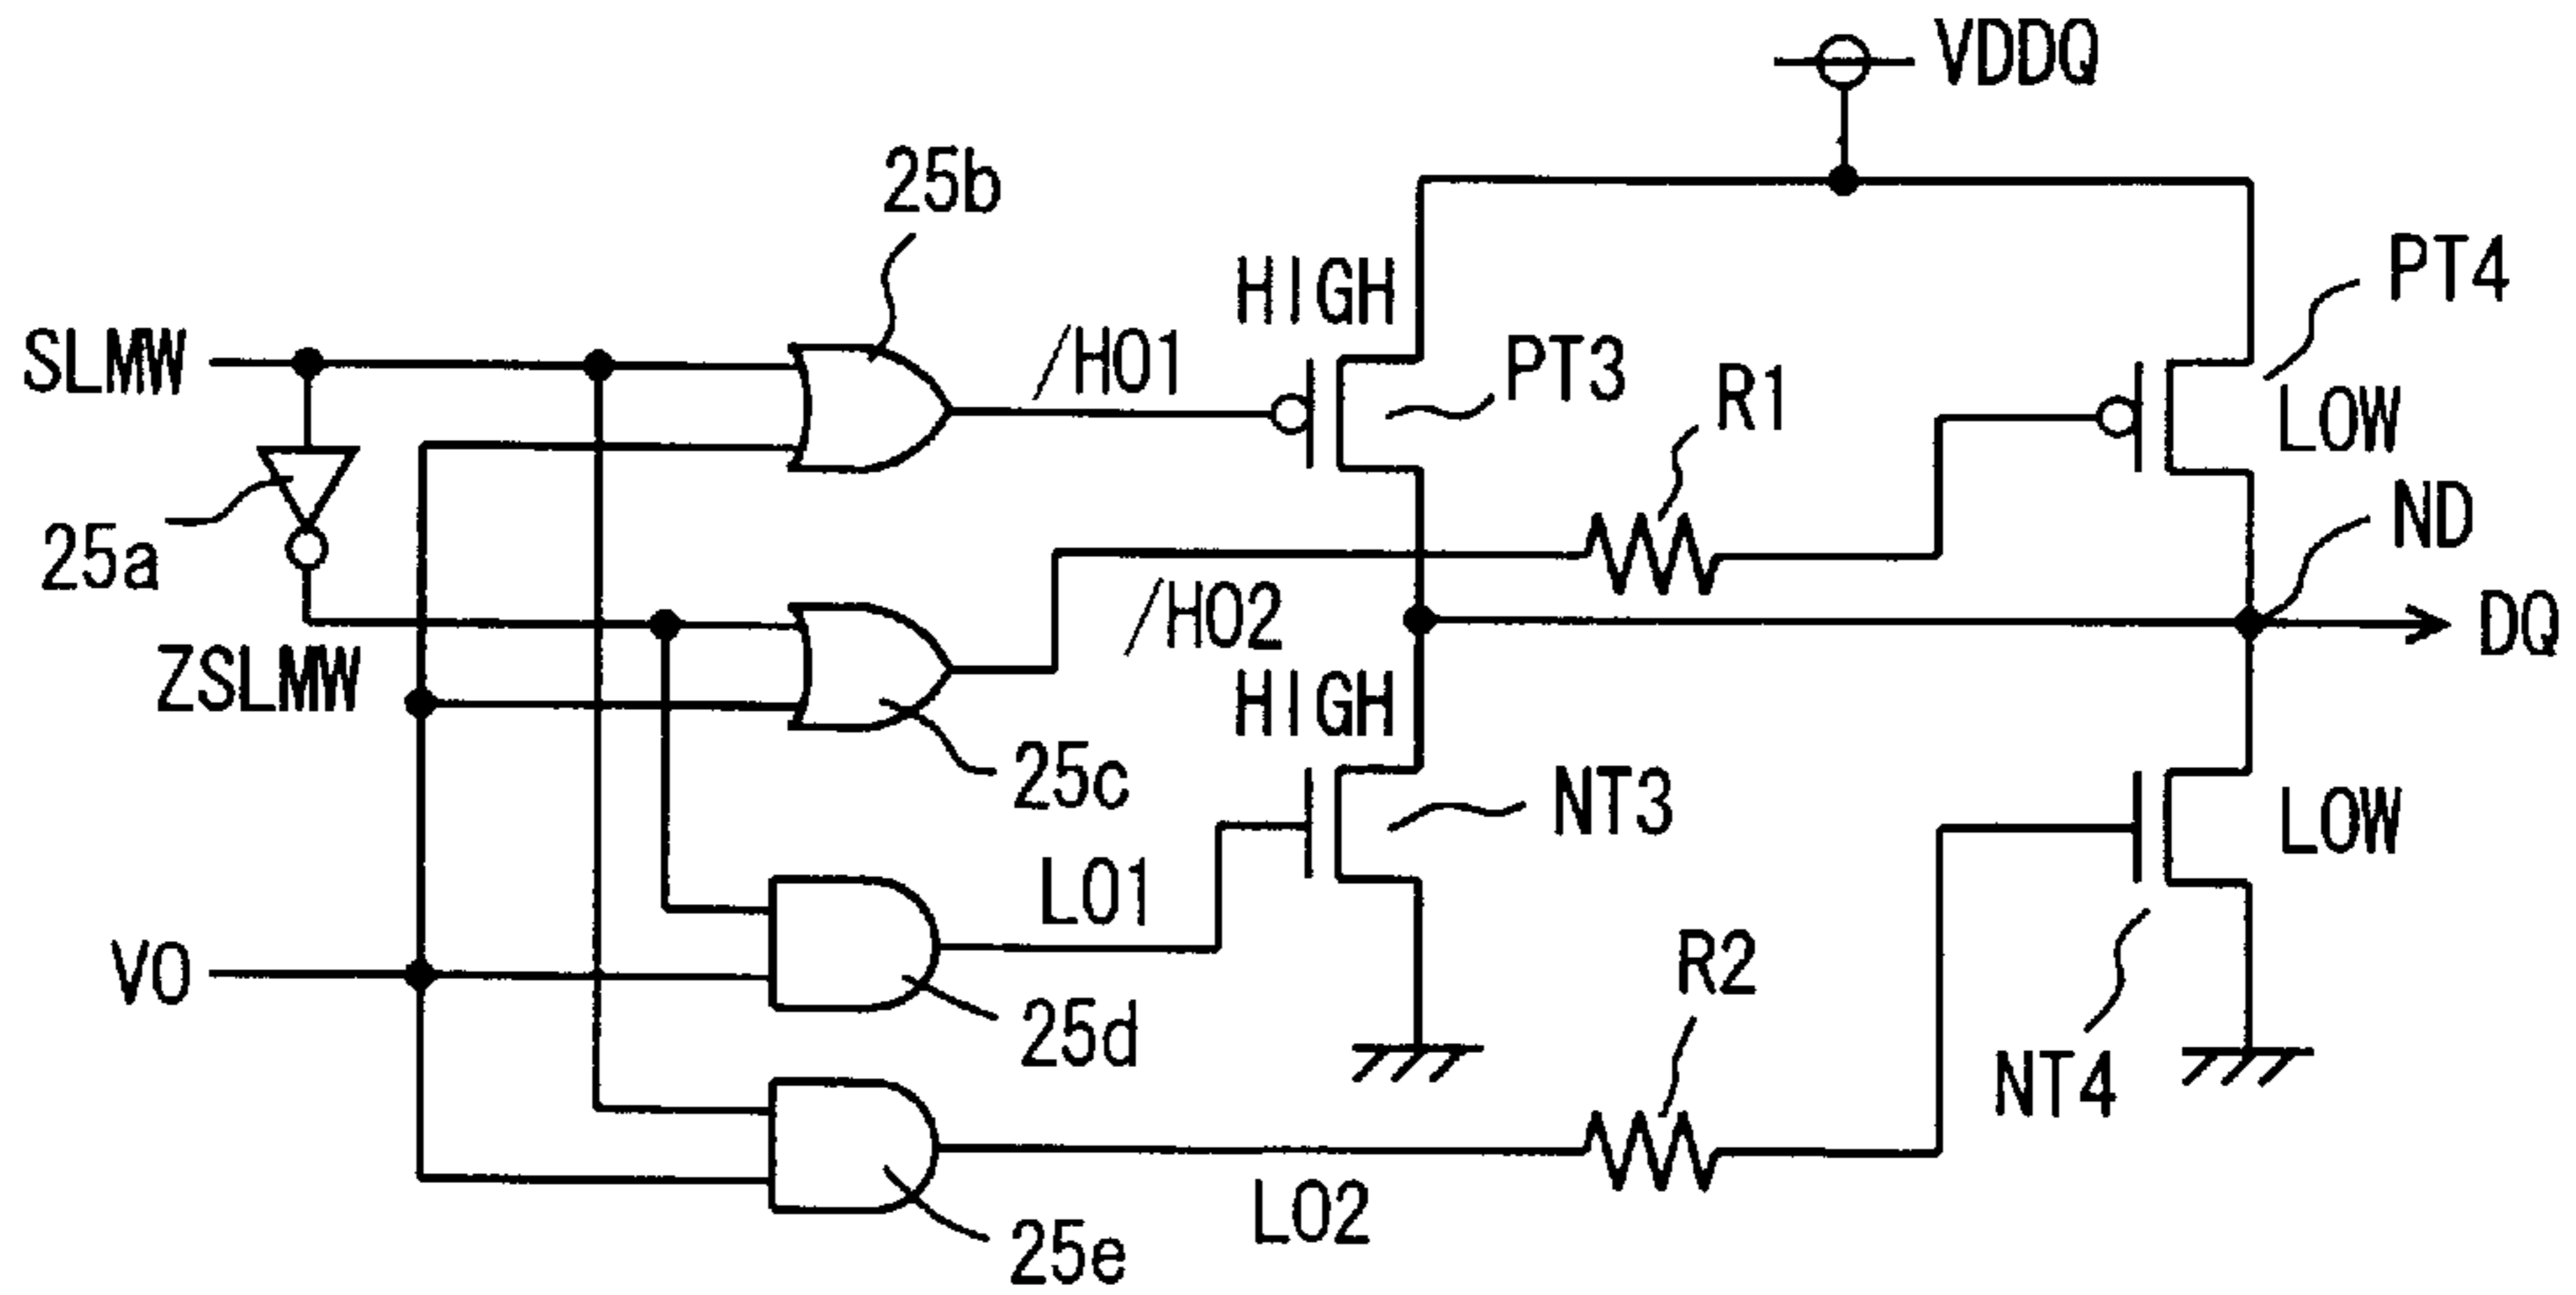 VDDQ
25b
HIGH
PT4
SLMW
/HO1
PT3
R1
LOW
25a
ND
/HO2
DQ
ZSLMW
HIGH
25c
NT3
LOW
LO1
VO
R2
25d
NT4
LO2
25e